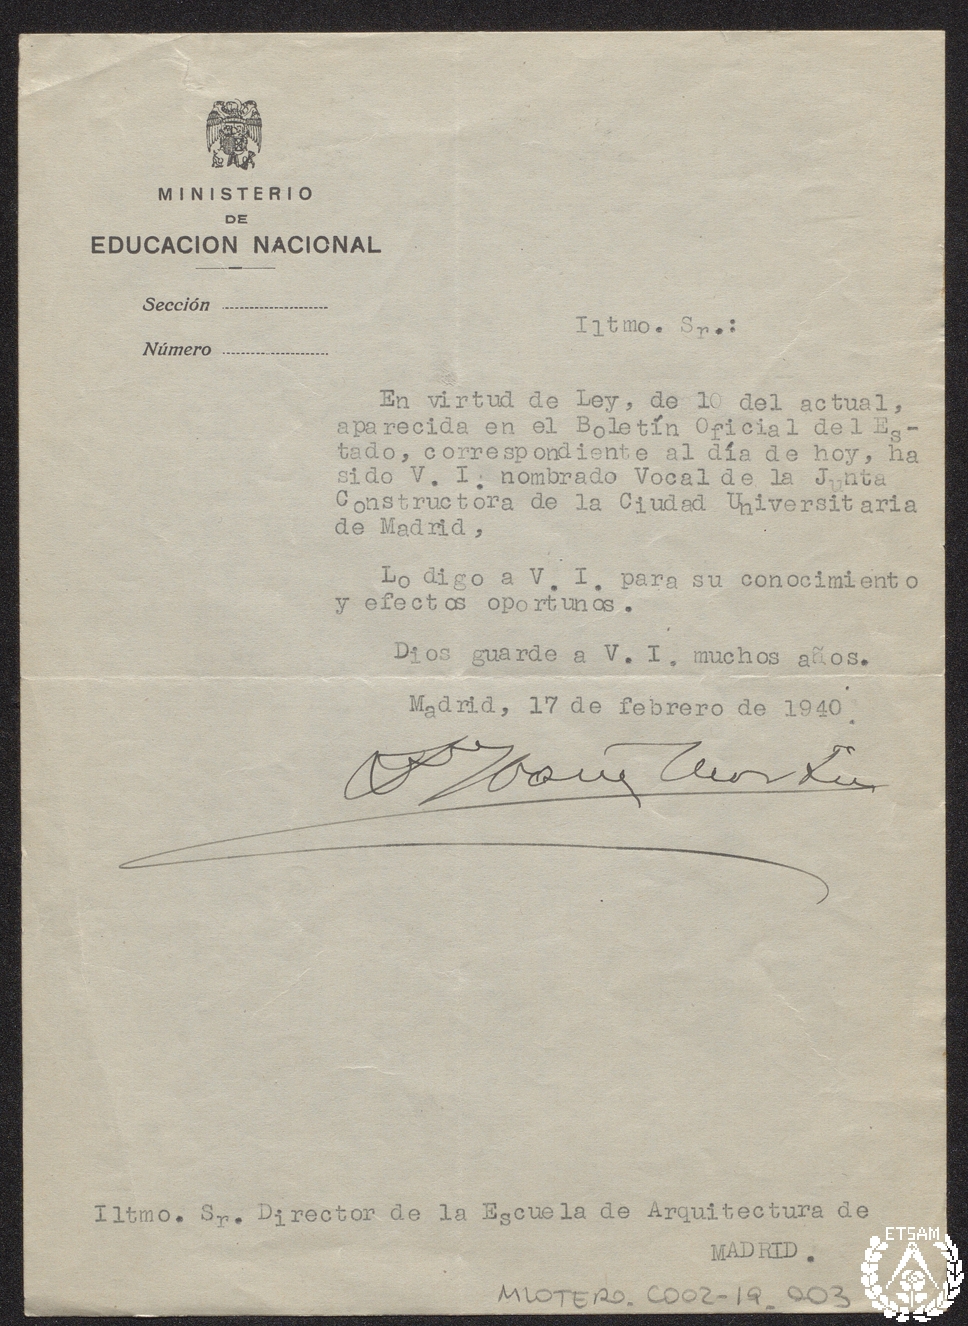 MINISTERIO
DE
EDUCACION NACIONAL
Sección
Número
Iltmo. Sr.:
En virtud de Ley, de 10 del actual,
aparecida en el Boletín Oficial del Es-
tado, correspondiente al día de hoy, ha
sido V. I. nombrado Vocal de la Junta
Constructora de la Ciudad Universitaria
de Madrid,
Lo digo a V. I. para su conocimiento
y efectos oportunos.
Dios guarde a V. I. muchos años.
Madrid, 17 de febrero de 1940.
Iltmo. Sr. Director de la Escuela de Arquitectura de
MADRID.
MLOTERO_C002-19_003
ETSAM